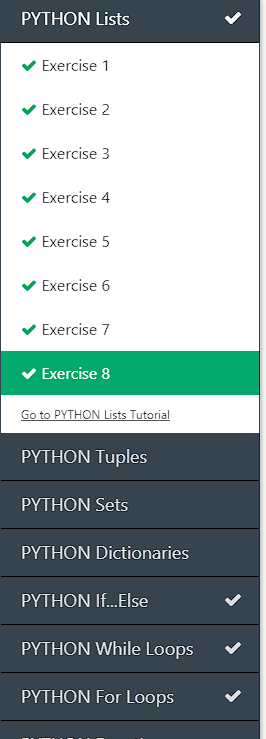 PYTHON Lists
Exercise 1
Exercise 2
Exercise 3
Exercise 4
Exercise 5
Exercise 6
Exercise 7
Exercise 8
Go to PYTHON Lists Tutorial
PYTHON Tuples
PYTHON Sets
PYTHON Dictionaries
PYTHON If...Else
PYTHON While Loops
PYTHON For Loops